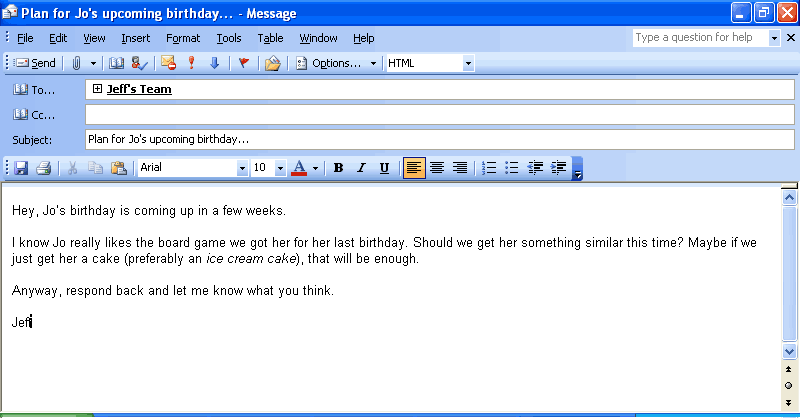 Plan for Jo's upcoming birthday... - Message
File Edit View Insert Format Tools Table Window Help Type a question for help
Send Options... HTML
To... Jeff's Team
Cc...
Subject: Plan for Jo's upcoming birthday...
Arial 10 A B I U
Hey, Jo's birthday is coming up in a few weeks.
I know Jo really likes the board game we got her for her last birthday. Should we get her something similar this time? Maybe if we
just get her a cake (preferably an ice cream cake), that will be enough.
Anyway, respond back and let me know what you think.
Jeff